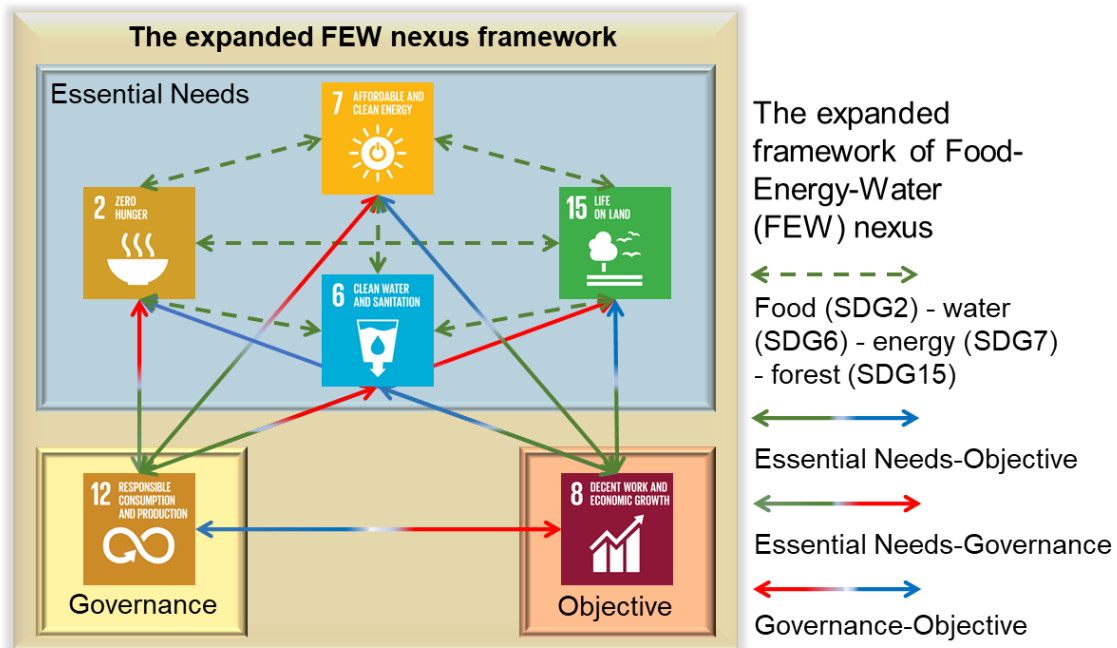 The expanded FEW nexus framework
Essential Needs
7 AFFORDABLE AND
CLEAN ENERGY
2 ZERO
HUNGER
15 LIFE
ON LAND
6 CLEAN WATER
AND SANITATION
12 RESPONSIBLE
CONSUMPTION
AND PRODUCTION
8 DECENT WORK AND
ECONOMIC GROWTH
Governance
Objective
The expanded
framework of Food-
Energy-Water
(FEW) nexus
Food (SDG2) - water
(SDG6) - energy (SDG7)
- forest (SDG15)
Essential Needs-Objective
Essential Needs-Governance
Governance-Objective